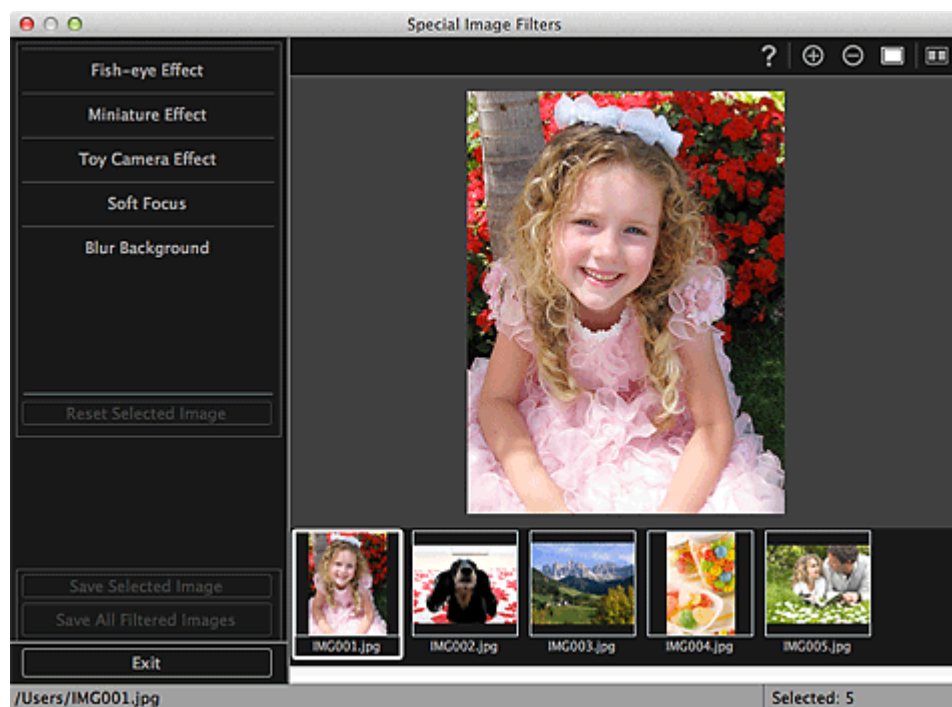 Special Image Filters
?
Fish-eye Effect
Miniature Effect
Toy Camera Effect
Soft Focus
Blur Background
Reset Selected Image
Save Selected Image
Save All Filtered Images
Exit
IMG001.jpg
IMG002.jpg
IMG003.jpg
IMG004.jpg
IMG005.jpg
/Users/IMG001.jpg
Selected: 5